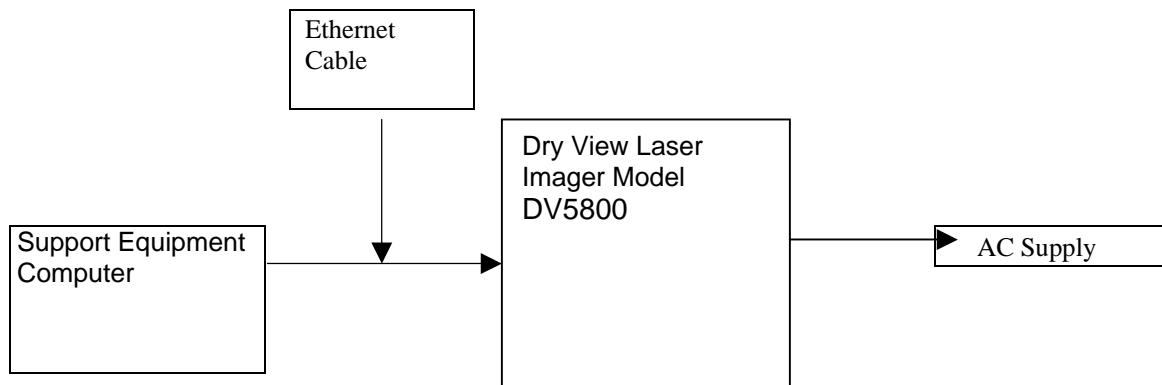 Ethernet
Cable
Dry View Laser
Imager Model
DV5800
Support Equipment
Computer
AC Supply